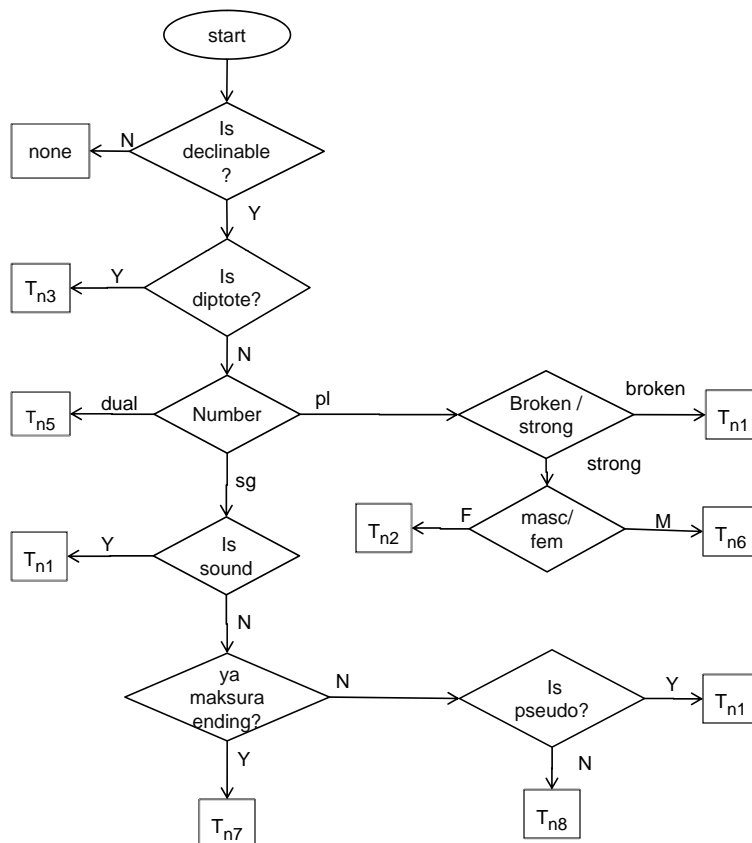 start
Is
declinable
?
N
none
Y
Is
diptote?
Y
Tn3
N
Number
dual
Tn5
pl
Broken /
strong
broken
Tn1
strong
masc/
fem
F
Tn2
M
Tn6
sg
Is
sound
Y
Tn1
N
ya
maksura
ending?
N
Is
pseudo?
Y
Tn1
Y
Tn7
N
Tn8